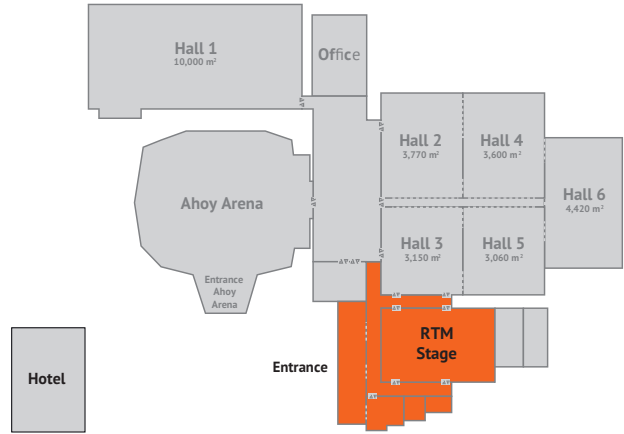 Hall 1
10,000 m²
Office
Hall 2
3,770 m²
Hall 4
3,600 m²
Hall 6
4,420 m²
Ahoy Arena
Hall 3
3,150 m²
Hall 5
3,060 m²
Entrance
Ahoy
Arena
RTM
Stage
Entrance
Hotel